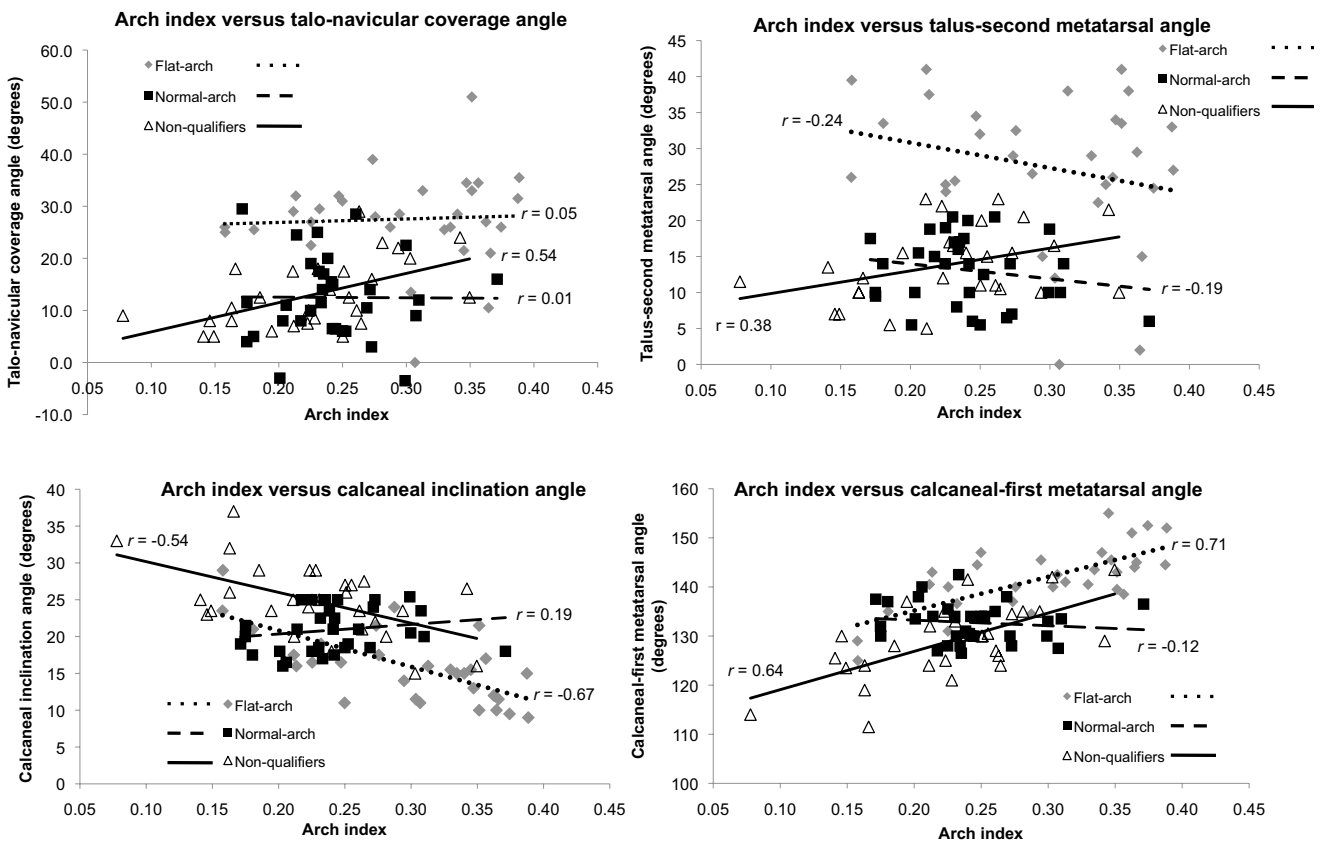 Arch index versus talo-navicular coverage angle
Talo-navicular coverage angle (degrees)
60.0
50.0
40.0
30.0
20.0
10.0
0.0
-10.0
Flat-arch
Normal-arch
Non-qualifiers
r = 0.05
r = 0.54
r = 0.01
0.05 0.10 0.15 0.20 0.25 0.30 0.35 0.40 0.45
Arch index
Arch index versus talus-second metatarsal angle
Talus-second metatarsal angle (degrees)
45
40
35
30
25
20
15
10
5
0
Flat-arch
Normal-arch
Non-qualifiers
r = -0.24
r = -0.19
r = 0.38
0.05 0.10 0.15 0.20 0.25 0.30 0.35 0.40 0.45
Arch index
Arch index versus calcaneal inclination angle
Calcaneal inclination angle (degrees)
40
35
30
25
20
15
10
5
0
r = -0.54
r = 0.19
r = -0.67
Flat-arch
Normal-arch
Non-qualifiers
0.05 0.10 0.15 0.20 0.25 0.30 0.35 0.40 0.45
Arch index
Arch index versus calcaneal-first metatarsal angle
Calcaneal-first metatarsal angle
(degrees)
160
150
140
130
120
110
100
r = 0.71
r = -0.12
r = 0.64
Flat-arch
Normal-arch
Non-qualifiers
0.05 0.10 0.15 0.20 0.25 0.30 0.35 0.40 0.45
Arch index